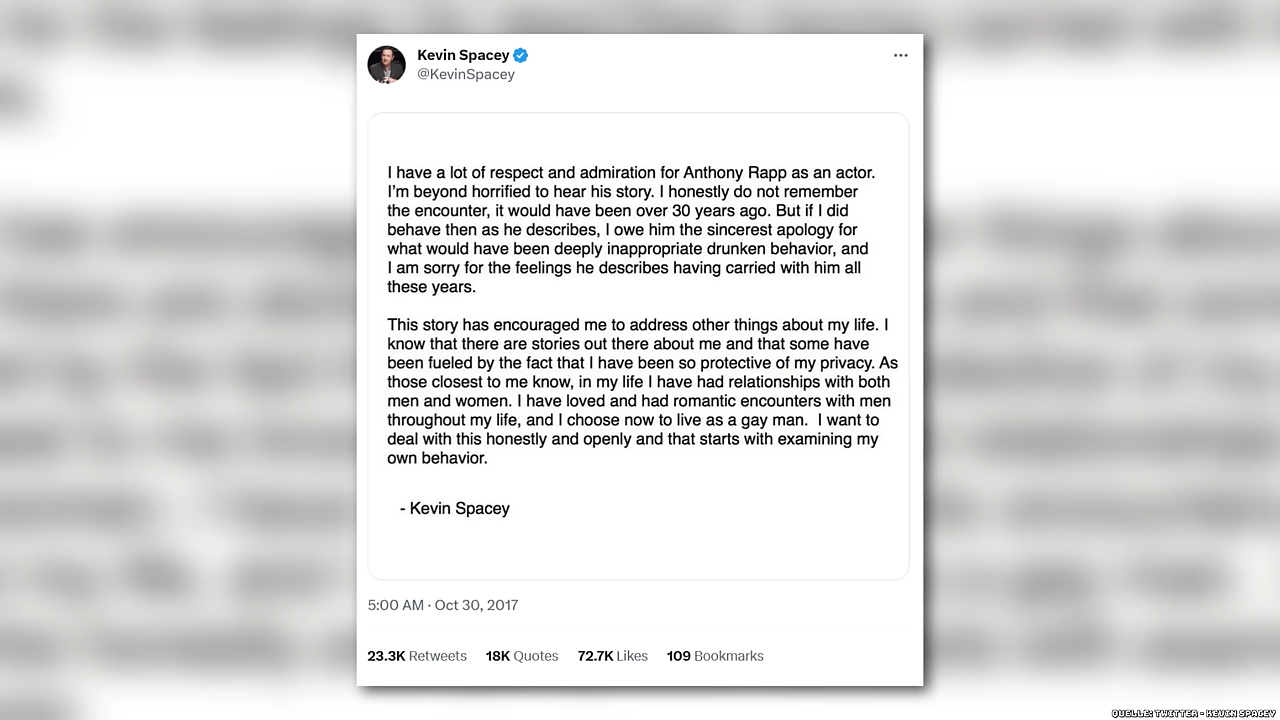 Kevin Spacey
@KevinSpacey
I have a lot of respect and admiration for Anthony Rapp as an actor.
I'm beyond horrified to hear his story. I honestly do not remember
the encounter, it would have been over 30 years ago. But if I did
behave then as he describes, I owe him the sincerest apology for
what would have been deeply inappropriate drunken behavior, and
I am sorry for the feelings he describes having carried with him all
these years.
This story has encouraged me to address other things about my life. I
know that there are stories out there about me and that some have
been fueled by the fact that I have been so protective of my privacy. As
those closest to me know, in my life I have had relationships with both
men and women. I have loved and had romantic encounters with men
throughout my life, and I choose now to live as a gay man.  I want to
deal with this honestly and openly and that starts with examining my
own behavior.
- Kevin Spacey
5:00 AM · Oct 30, 2017
23.3K Retweets 18K Quotes 72.7K Likes 109 Bookmarks
QUELLE: TWITTER - KEVIN SPACEY